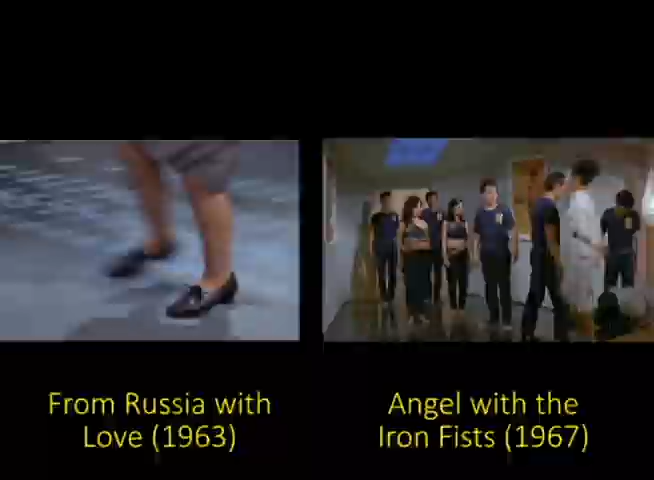 From Russia with
Love (1963)
Angel with the
Iron Fists (1967)